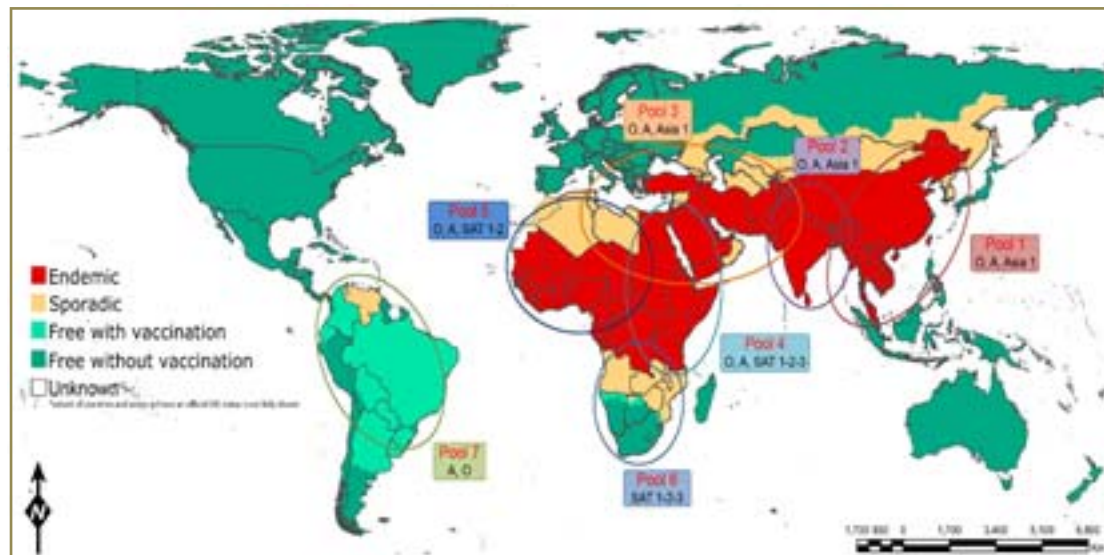 Pool 3
O, A, Asia 1
Pool 2
O, A, Asia 1
Pool 5
O, A, SAT 1-2
Pool 1
O, A, Asia 1
Endemic
Sporadic
Free with vaccination
Free without vaccination
Unknown
Pool 4
O, A, SAT 1-2-3
Pool 7
A, O
Pool 6
SAT 1-2-3
N